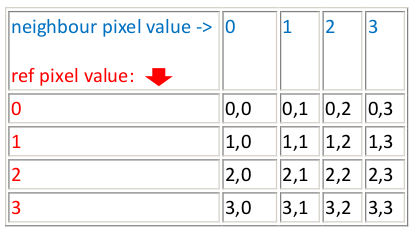 neighbour pixel value -> 0 1 2 3
ref pixel value:
0 0,0 0,1 0,2 0,3
1 1,0 1,1 1,2 1,3
2 2,0 2,1 2,2 2,3
3 3,0 3,1 3,2 3,3